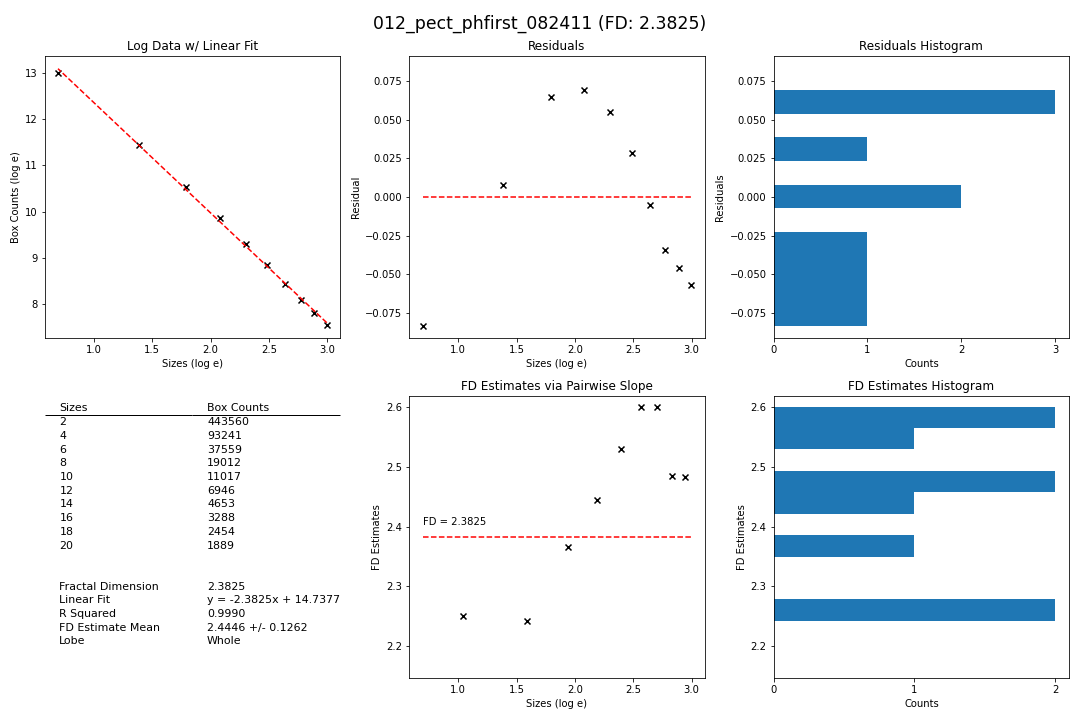 012_pect_phfirst_082411 (FD: 2.3825)
Log Data w/ Linear Fit
13
12
11
10
9
8
Box Counts (log e)
1.0 1.5 2.0 2.5 3.0
Sizes (log e)
Residuals
0.075
0.050
0.025
0.000
−0.025
−0.050
−0.075
Residual
1.0 1.5 2.0 2.5 3.0
Sizes (log e)
Residuals Histogram
0.075
0.050
0.025
0.000
−0.025
−0.050
−0.075
Residuals
0 1 2 3
Counts
Sizes Box Counts
2 443560
4 93241
6 37559
8 19012
10 11017
12 6946
14 4653
16 3288
18 2454
20 1889
Fractal Dimension 2.3825
Linear Fit y = -2.3825x + 14.7377
R Squared 0.9990
FD Estimate Mean 2.4446 +/- 0.1262
Lobe Whole
FD Estimates via Pairwise Slope
2.6
2.5
2.4
2.3
2.2
FD Estimates
FD = 2.3825
1.0 1.5 2.0 2.5 3.0
Sizes (log e)
FD Estimates Histogram
2.6
2.5
2.4
2.3
2.2
FD Estimates
0 1 2
Counts